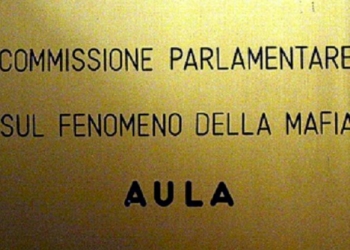 COMMISSIONE PARLAMENTARE
SUL FENOMENO DELLA MAFIA
AULA